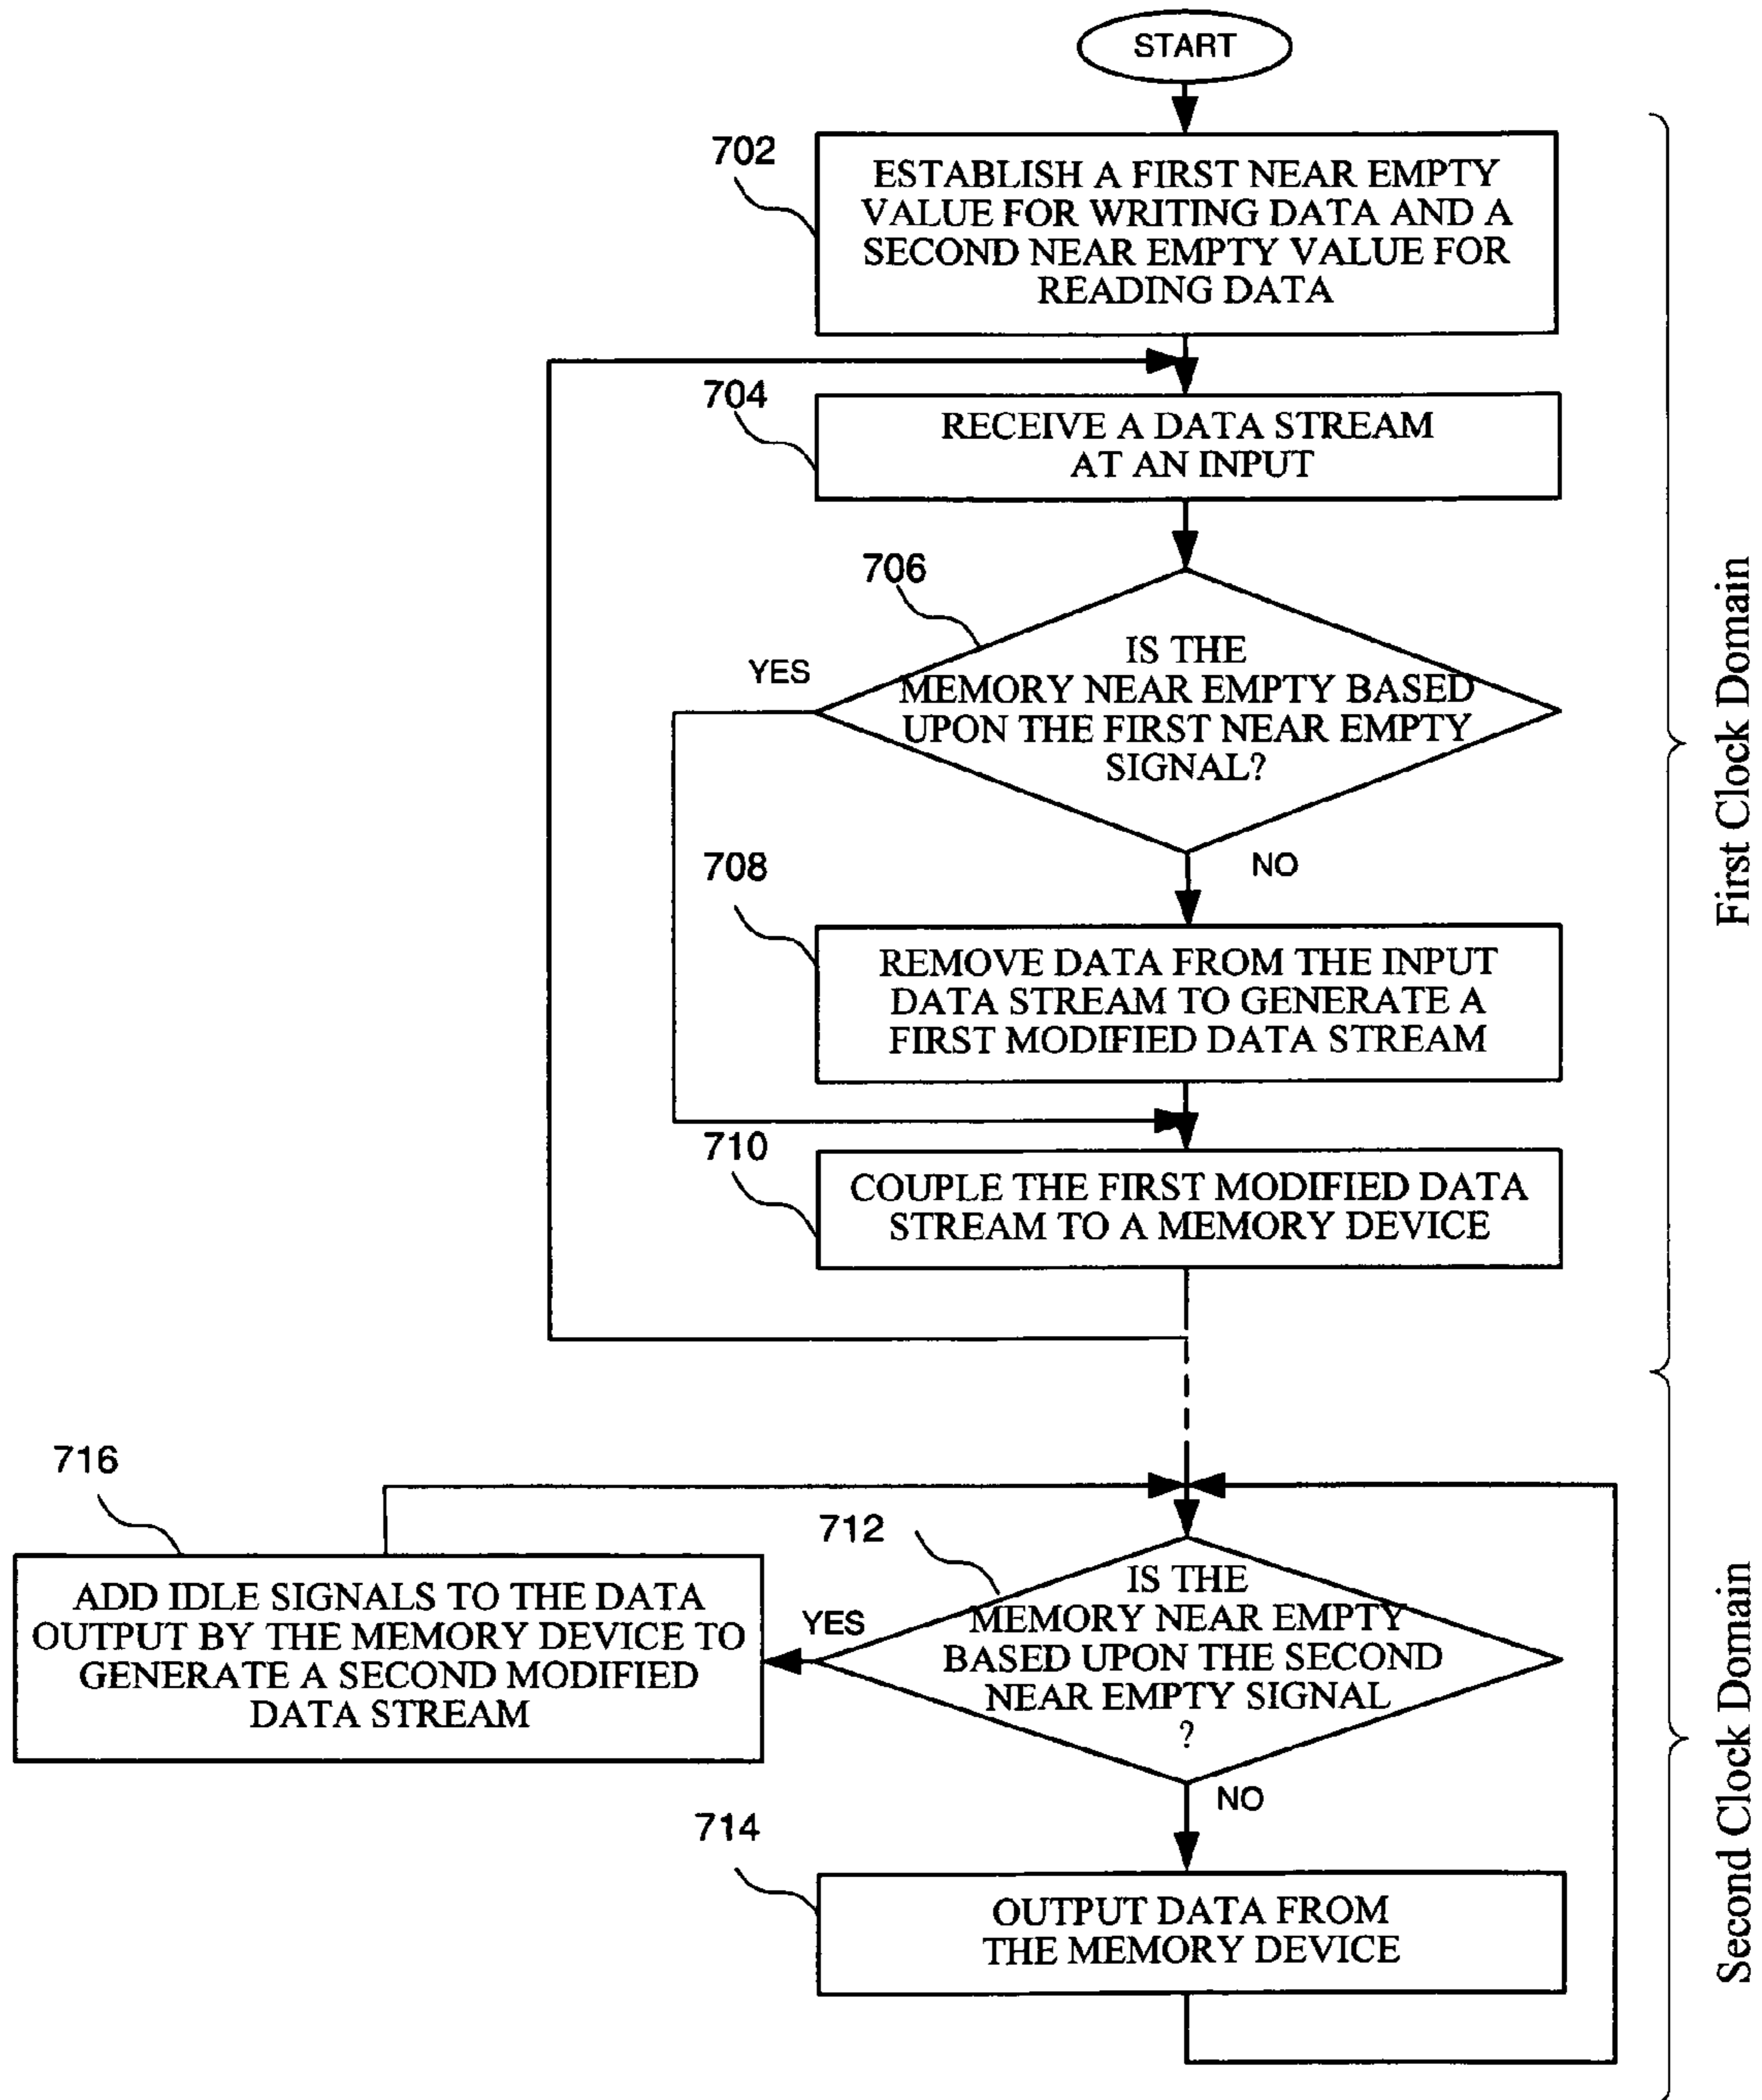 START
702
ESTABLISH A FIRST NEAR EMPTY
VALUE FOR WRITING DATA AND A
SECOND NEAR EMPTY VALUE FOR
READING DATA
704
RECEIVE A DATA STREAM
AT AN INPUT
706
IS THE
MEMORY NEAR EMPTY BASED
UPON THE FIRST NEAR EMPTY
SIGNAL?
YES
NO
708
REMOVE DATA FROM THE INPUT
DATA STREAM TO GENERATE A
FIRST MODIFIED DATA STREAM
710
COUPLE THE FIRST MODIFIED DATA
STREAM TO A MEMORY DEVICE
First Clock Domain
716
ADD IDLE SIGNALS TO THE DATA
OUTPUT BY THE MEMORY DEVICE TO
GENERATE A SECOND MODIFIED
DATA STREAM
712
YES
IS THE
MEMORY NEAR EMPTY
BASED UPON THE SECOND
NEAR EMPTY SIGNAL
?
NO
714
OUTPUT DATA FROM
THE MEMORY DEVICE
Second Clock Domain